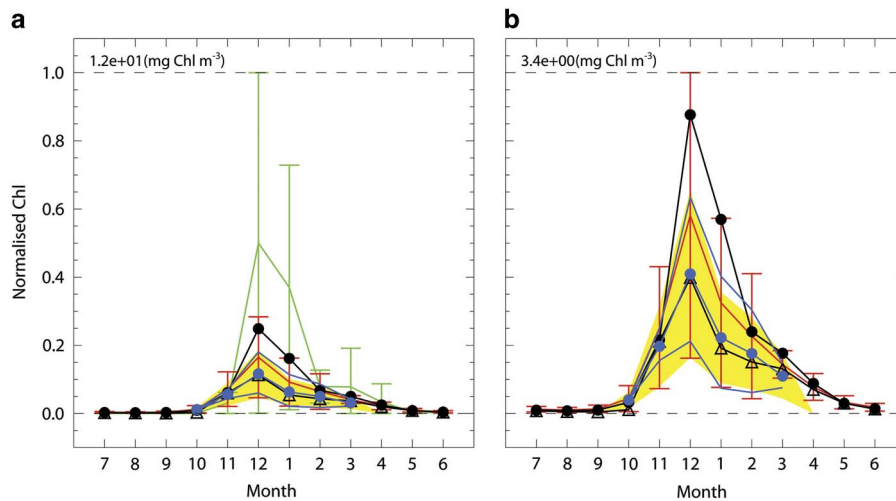 a
b
1.2e+01(mg Chl m-3)
3.4e+00(mg Chl m-3)
Normalised Chl
1.0
0.8
0.6
0.4
0.2
0.0
7 8 9 10 11 12 1 2 3 4 5 6
7 8 9 10 11 12 1 2 3 4 5 6
Month
Month